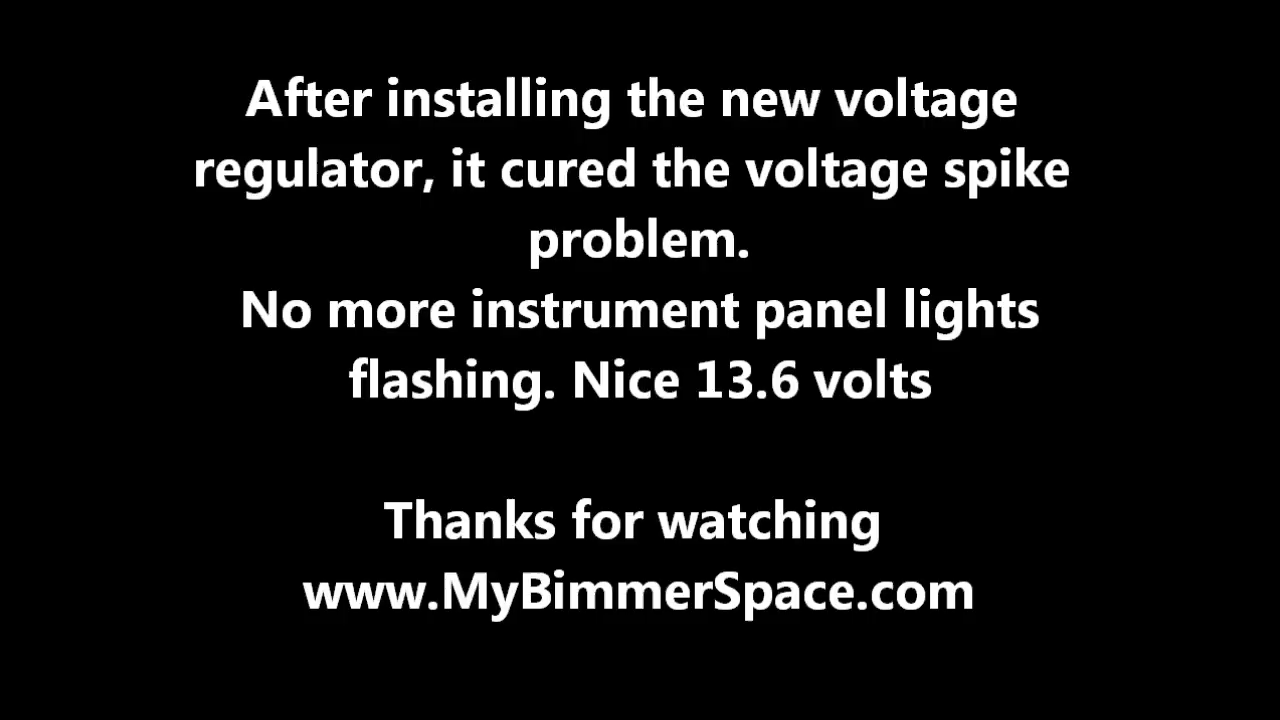 After installing the new voltage
regulator, it cured the voltage spike
problem.
No more instrument panel lights
flashing. Nice 13.6 volts
Thanks for watching
www.MyBimmerSpace.com